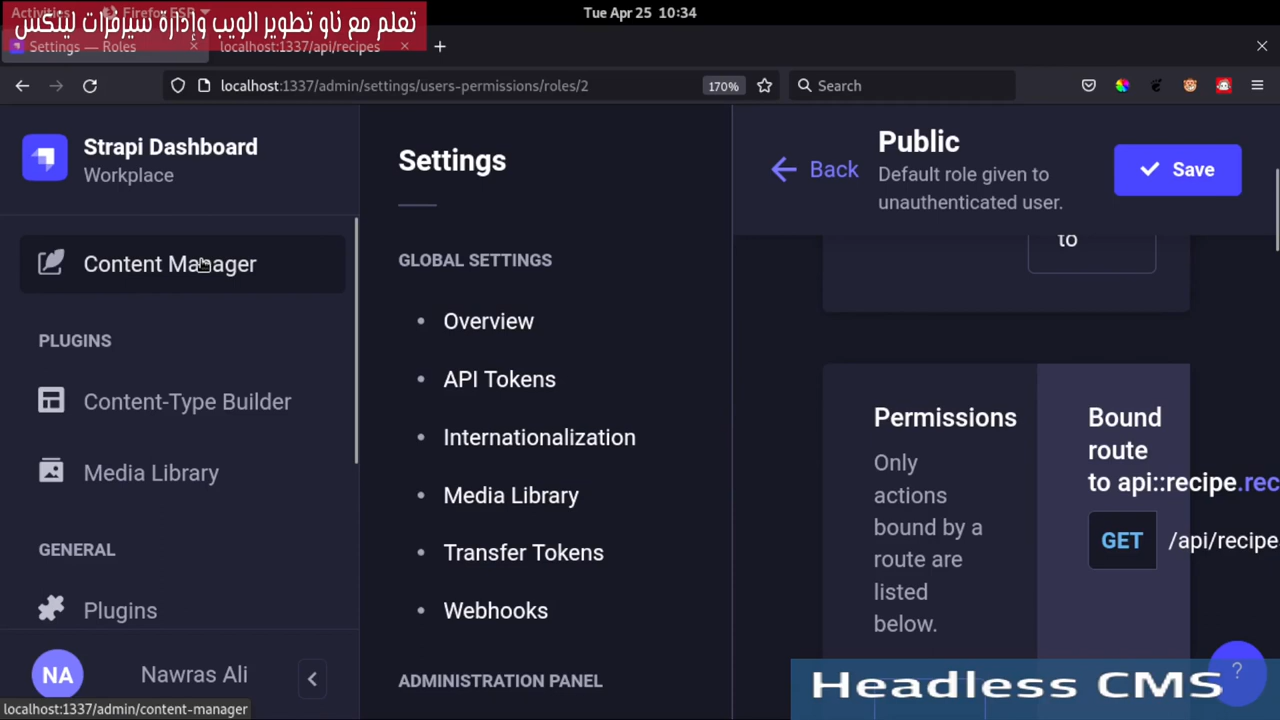 Activities
Firefox ESR
Tue Apr 25 10:34
تعلم مع ناو تطوير الويب وإدارة سيرفرات لينكس
Settings — Roles
localhost:1337/api/recipes
localhost:1337/admin/settings/users-permissions/roles/2
170%
Search
Strapi Dashboard
Workplace
Content Manager
PLUGINS
Content-Type Builder
Media Library
GENERAL
Plugins
NA
Nawras Ali
localhost:1337/admin/content-manager
Settings
GLOBAL SETTINGS
Overview
API Tokens
Internationalization
Media Library
Transfer Tokens
Webhooks
ADMINISTRATION PANEL
Back
Public
Default role given to
unauthenticated user.
Save
to
Permissions
Only
actions
bound by a
route are
listed
below.
Bound
route
to api::recipe.rec
GET /api/recipe
?
Headless CMS